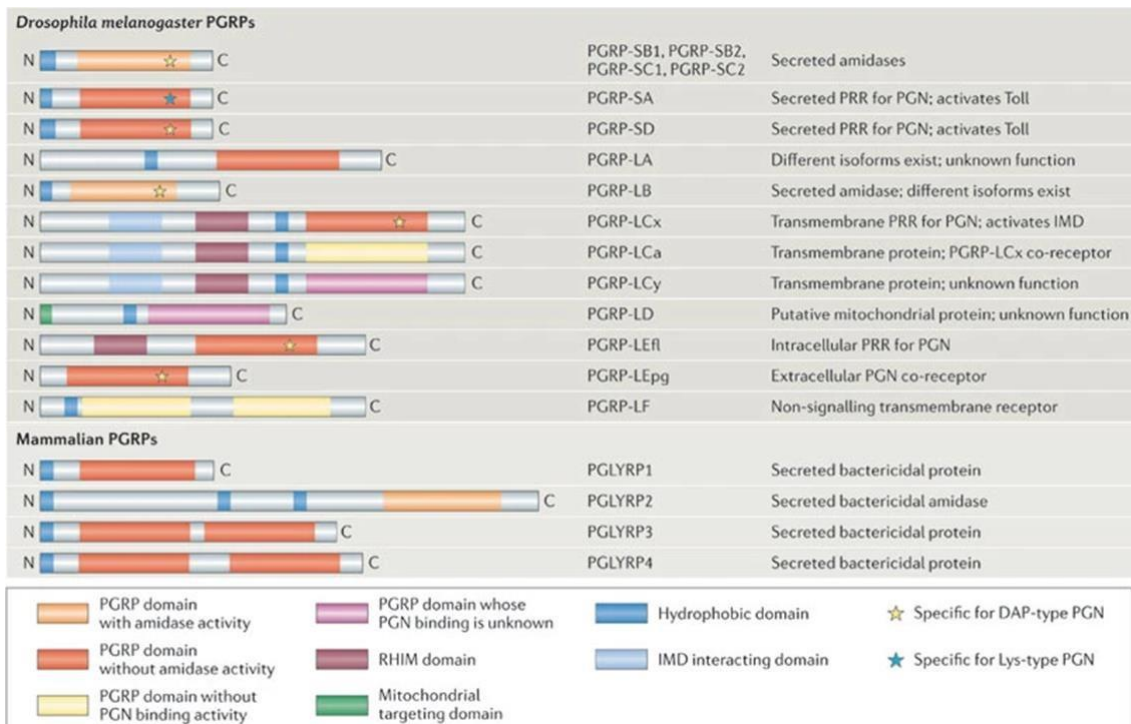 Drosophila melanogaster PGRPs
N C PGRP-SB1, PGRP-SB2, PGRP-SC1, PGRP-SC2 Secreted amidases
N C PGRP-SA Secreted PRR for PGN; activates Toll
N C PGRP-SD Secreted PRR for PGN; activates Toll
N C PGRP-LA Different isoforms exist; unknown function
N C PGRP-LB Secreted amidase; different isoforms exist
N C PGRP-LCx Transmembrane PRR for PGN; activates IMD
N C PGRP-LCa Transmembrane protein; PGRP-LCx co-receptor
N C PGRP-LCy Transmembrane protein; unknown function
N C PGRP-LD Putative mitochondrial protein; unknown function
N C PGRP-LEfl Intracellular PRR for PGN
N C PGRP-LEpg Extracellular PGN co-receptor
N C PGRP-LF Non-signalling transmembrane receptor
Mammalian PGRPs
N C PGLYRP1 Secreted bactericidal protein
N C PGLYRP2 Secreted bactericidal amidase
N C PGLYRP3 Secreted bactericidal protein
N C PGLYRP4 Secreted bactericidal protein
PGRP domain
with amidase activity
PGRP domain
without amidase activity
PGRP domain without
PGN binding activity
PGRP domain whose
PGN binding is unknown
RHIM domain
Mitochondrial
targeting domain
Hydrophobic domain
IMD interacting domain
Specific for DAP-type PGN
Specific for Lys-type PGN